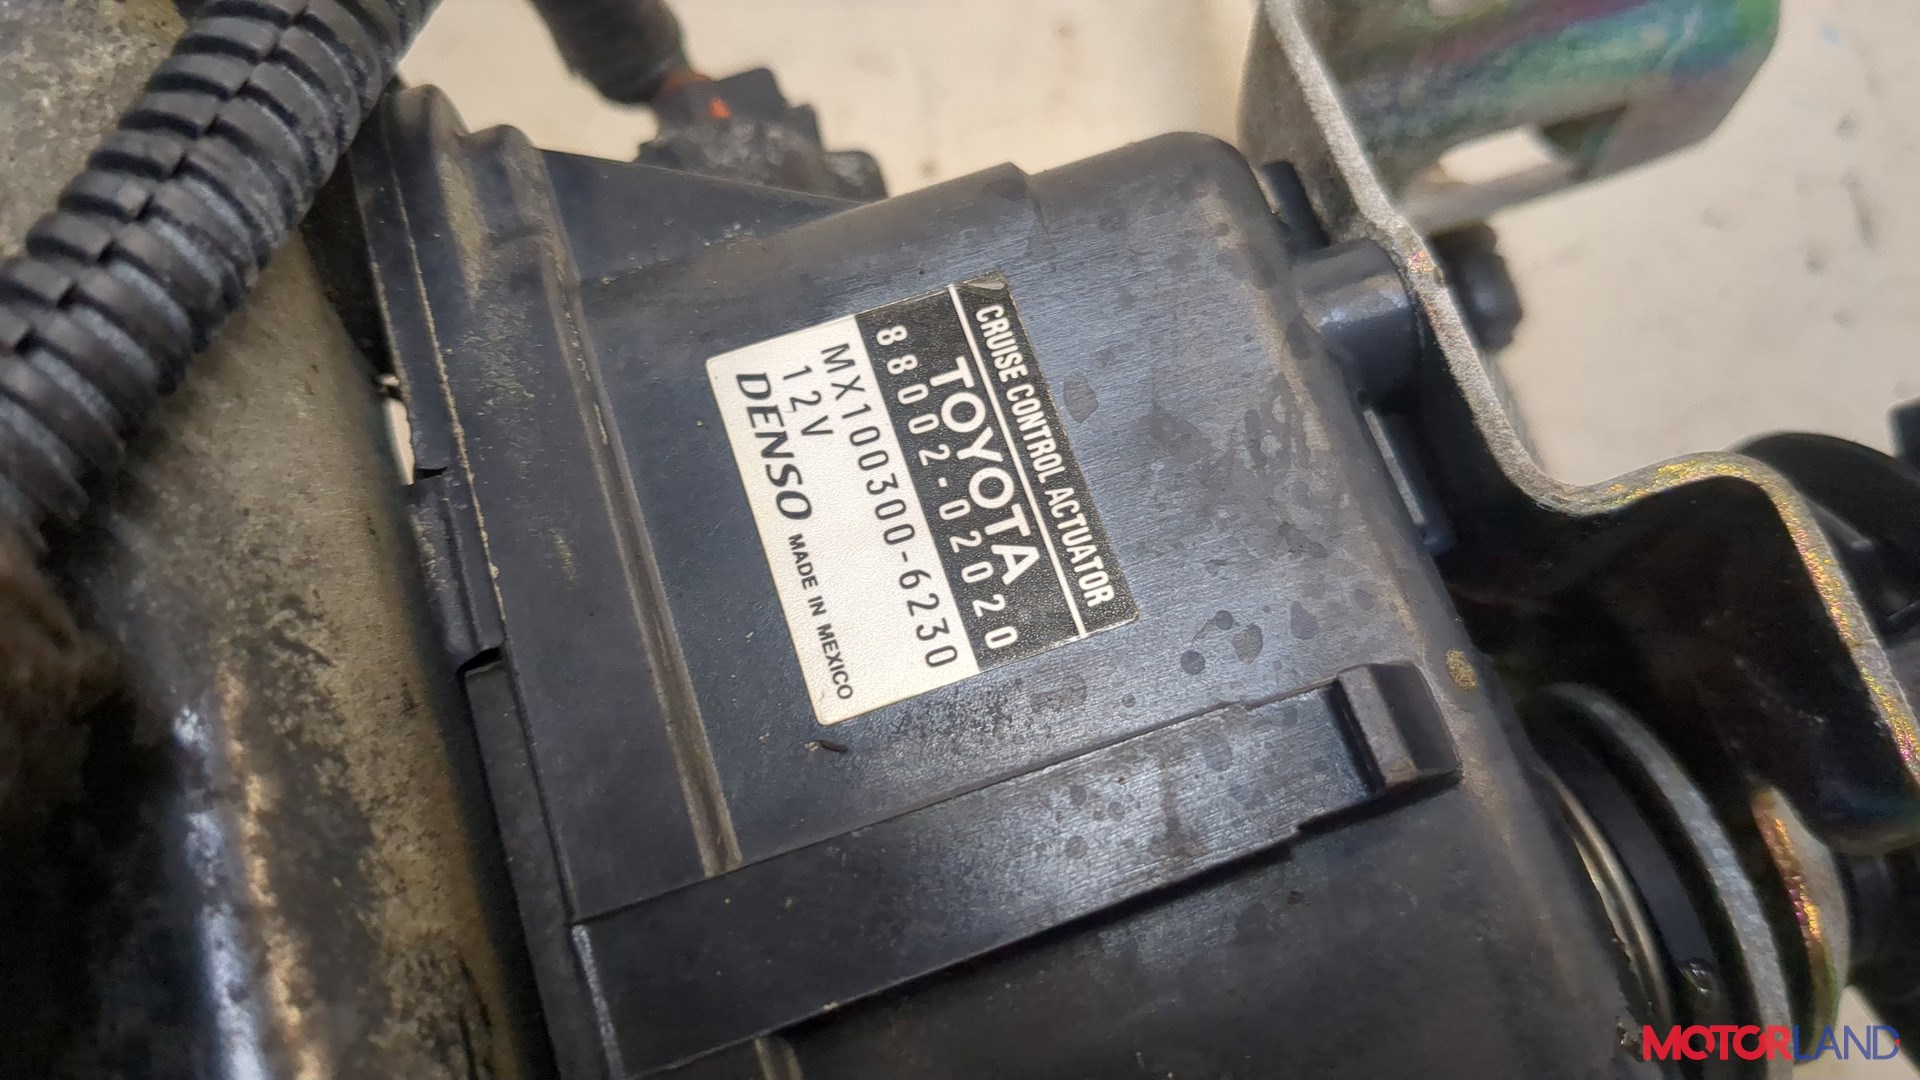 CRUISE CONTROL ACTUATOR
TOYOTA
88002-02020
MX100300-6230
12V
DENSO MADE IN MEXICO
MOTORLAND